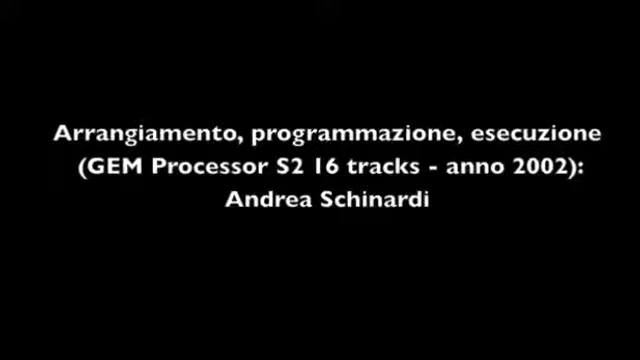 Arrangiamento, programmazione, esecuzione
(GEM Processor S2 16 tracks - anno 2002):
Andrea Schinardi